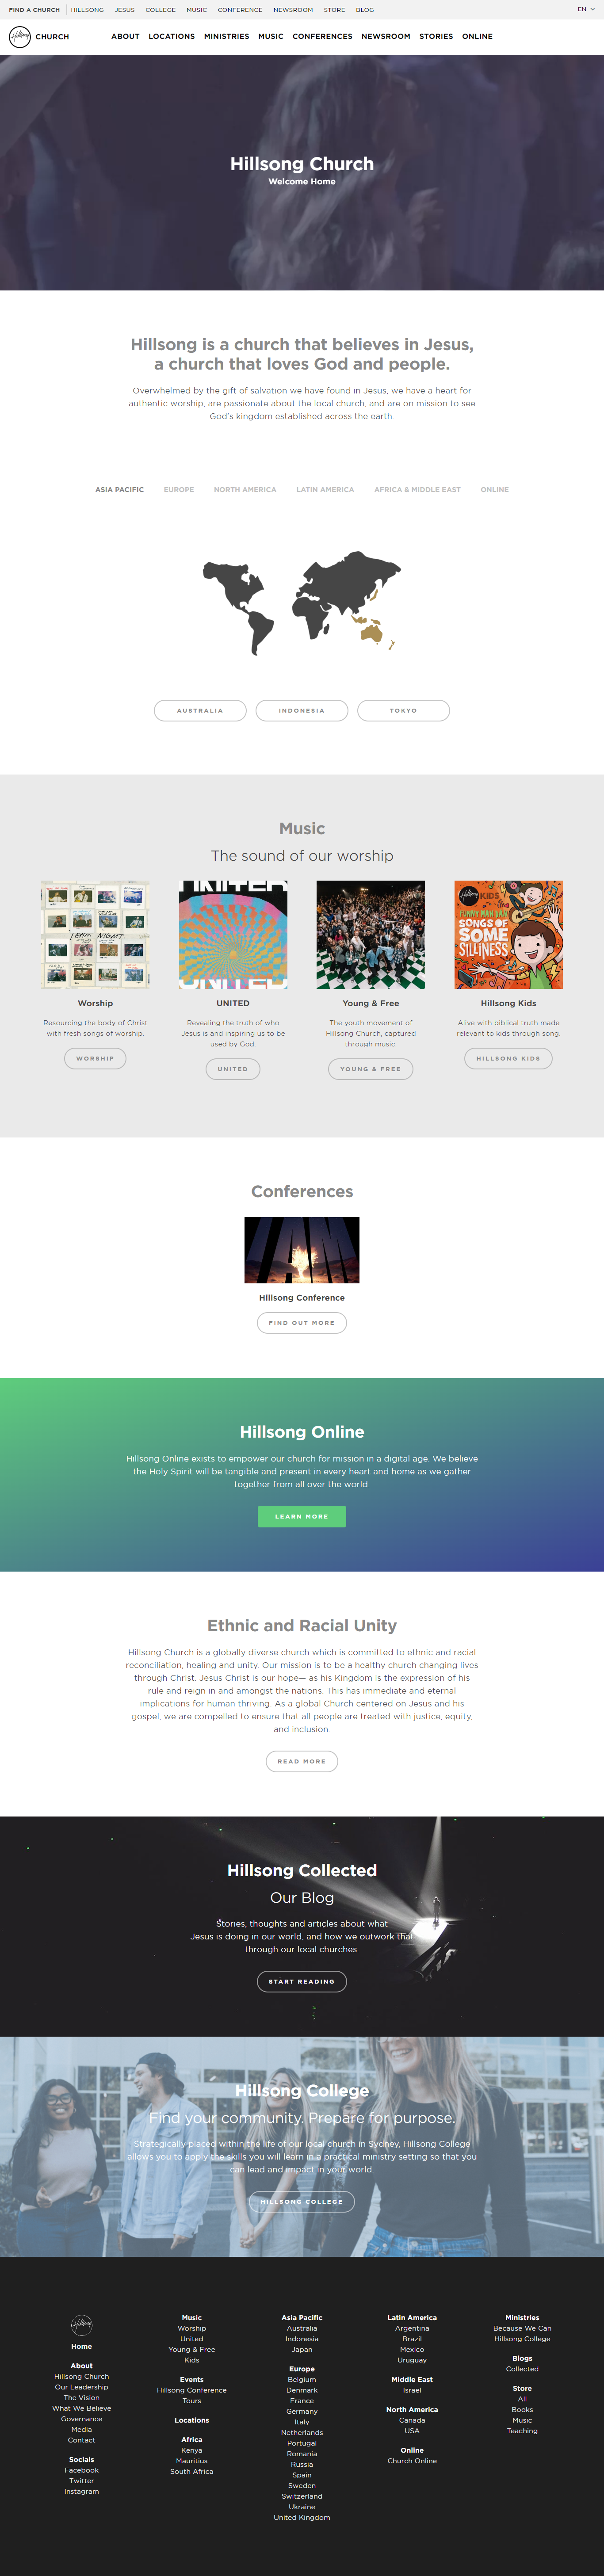 FIND A CHURCH HILLSONG JESUS COLLEGE MUSIC CONFERENCE NEWSROOM STORE BLOG EN
Hillsong CHURCH ABOUT LOCATIONS MINISTRIES MUSIC CONFERENCES NEWSROOM STORIES ONLINE
Hillsong Church
Welcome Home
Hillsong is a church that believes in Jesus,
a church that loves God and people.
Overwhelmed by the gift of salvation we have found in Jesus, we have a heart for
authentic worship, are passionate about the local church, and are on mission to see
God's kingdom established across the earth.
ASIA PACIFIC EUROPE NORTH AMERICA LATIN AMERICA AFRICA & MIDDLE EAST ONLINE
AUSTRALIA INDONESIA TOKYO
Music
The sound of our worship
UNITED
KIDS
FUNNY MAN DAN
SONGS OF
SOME
SILLINESS
Worship
Resourcing the body of Christ
with fresh songs of worship.
WORSHIP
UNITED
Revealing the truth of who
Jesus is and inspiring us to be
used by God.
UNITED
Young & Free
The youth movement of
Hillsong Church, captured
through music.
YOUNG & FREE
Hillsong Kids
Alive with biblical truth made
relevant to kids through song.
HILLSONG KIDS
Conferences
I AM
Hillsong Conference
FIND OUT MORE
Hillsong Online
Hillsong Online exists to empower our church for mission in a digital age. We believe
the Holy Spirit will be tangible and present in every heart and home as we gather
together from all over the world.
LEARN MORE
Ethnic and Racial Unity
Hillsong Church is a globally diverse church which is committed to ethnic and racial
reconciliation, healing and unity. Our mission is to be a healthy church changing lives
through Christ. Jesus Christ is our hope— as his Kingdom is the expression of his
rule and reign in and amongst the nations. This has immediate and eternal
implications for human thriving. As a global Church centered on Jesus and his
gospel, we are compelled to ensure that all people are treated with justice, equity,
and inclusion.
READ MORE
Hillsong Collected
Our Blog
Stories, thoughts and articles about what
Jesus is doing in our world, and how we outwork that
through our local churches.
START READING
Hillsong College
Find your community. Prepare for purpose.
Strategically placed within the life of our local church in Sydney, Hillsong College
allows you to apply the skills you will learn in a practical ministry setting so that you
can lead and impact in your world.
HILLSONG COLLEGE
Hillsong
Home
About
Hillsong Church
Our Leadership
The Vision
What We Believe
Governance
Media
Contact
Socials
Facebook
Twitter
Instagram
Music
Worship
United
Young & Free
Kids
Events
Hillsong Conference
Tours
Locations
Africa
Kenya
Mauritius
South Africa
Asia Pacific
Australia
Indonesia
Japan
Europe
Belgium
Denmark
France
Germany
Italy
Netherlands
Portugal
Romania
Russia
Spain
Sweden
Switzerland
Ukraine
United Kingdom
Latin America
Argentina
Brazil
Mexico
Uruguay
Middle East
Israel
North America
Canada
USA
Online
Church Online
Ministries
Because We Can
Hillsong College
Blogs
Collected
Store
All
Books
Music
Teaching